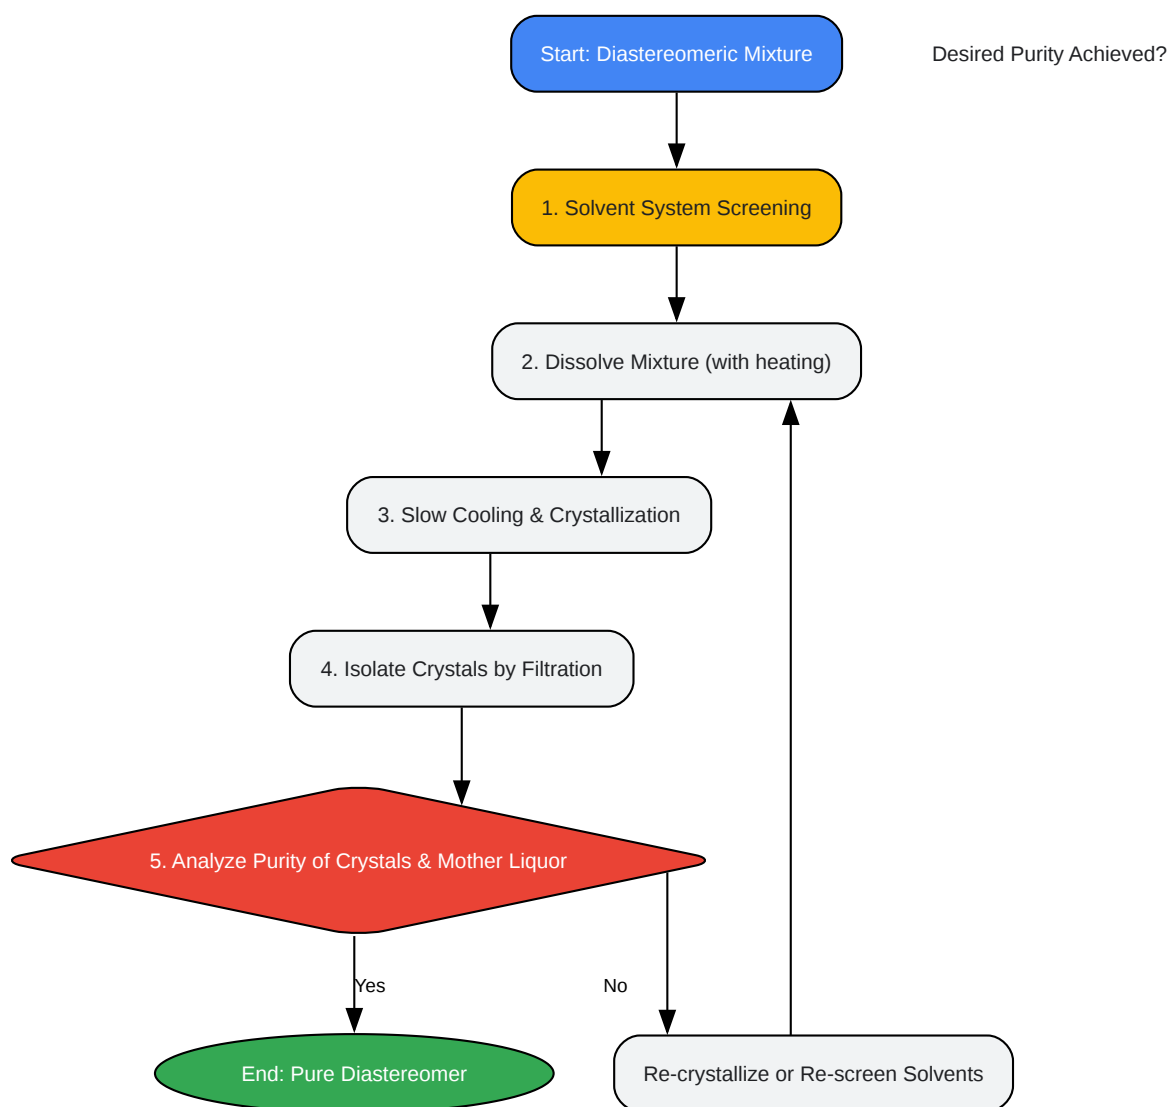 Start: Diastereomeric Mixture
Desired Purity Achieved?
1. Solvent System Screening
2. Dissolve Mixture (with heating)
3. Slow Cooling & Crystallization
4. Isolate Crystals by Filtration
5. Analyze Purity of Crystals & Mother Liquor
Yes
No
End: Pure Diastereomer
Re-crystallize or Re-screen Solvents